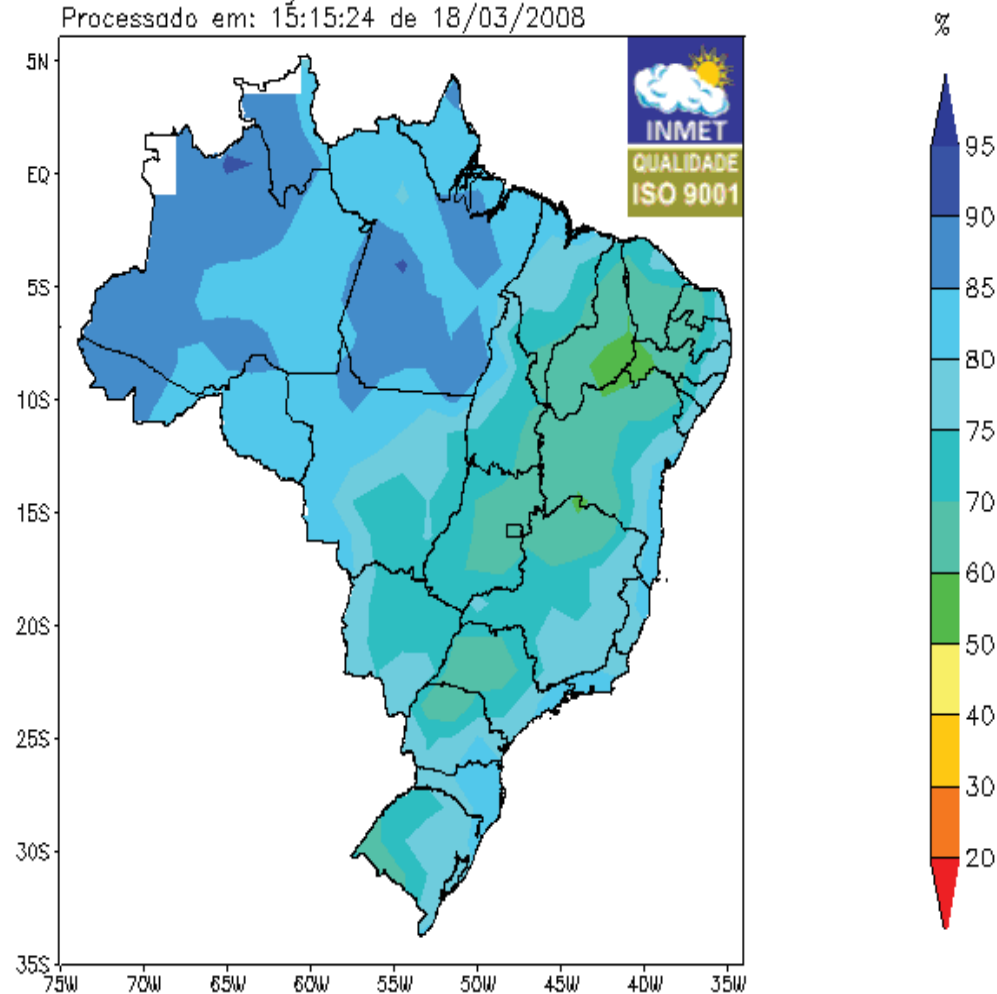 Processado em: 15:15:24 de 18/03/2008
%
INMET
QUALIDADE
ISO 9001
5N
EQ
5S
10S
15S
20S
25S
30S
35S
75W 70W 65W 60W 55W 50W 45W 40W 35W
95
90
85
80
75
70
60
50
40
30
20